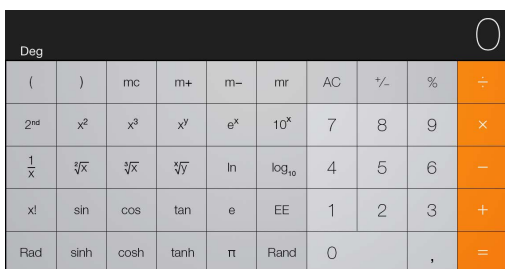 0
Deg
( ) mc m+ m− mr AC +/− % ÷
2nd x² x³ xʸ eˣ 10ˣ 7 8 9 ×
1/x ²√x ³√x ˣ√y ln log₁₀ 4 5 6 −
x! sin cos tan e EE 1 2 3 +
Rad sinh cosh tanh π Rand 0 , =